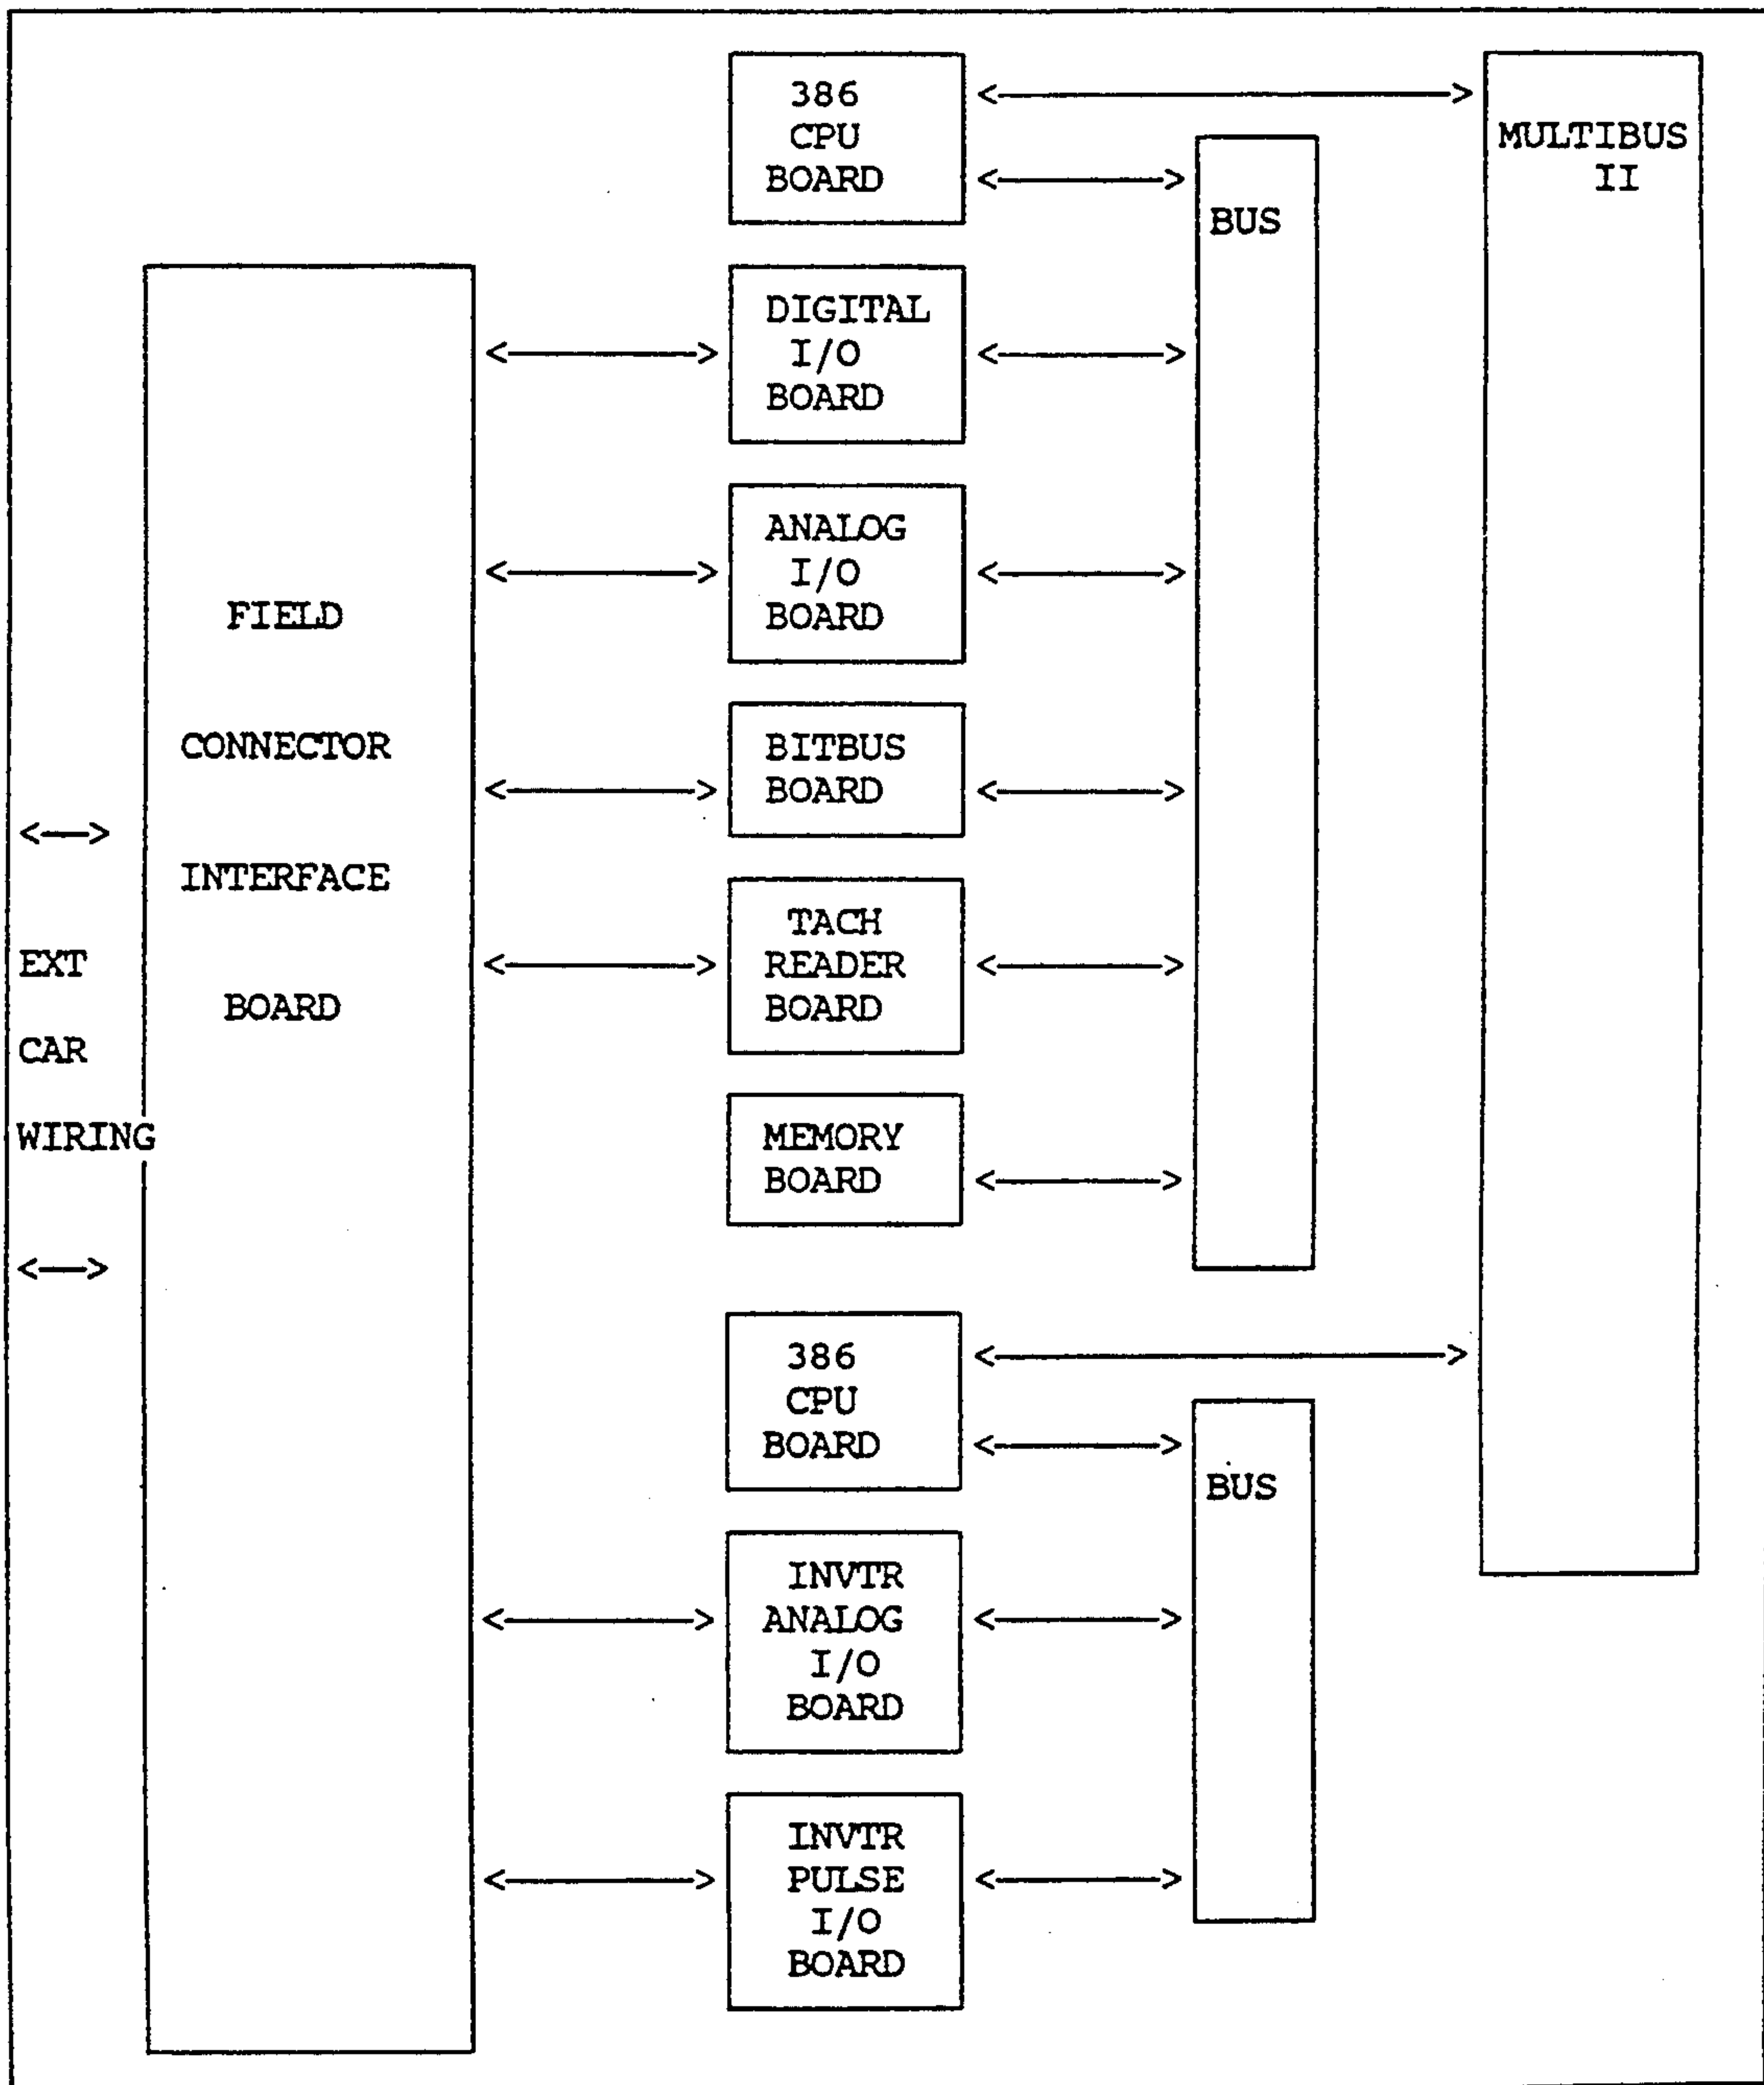 386
CPU
BOARD
MULTIBUS
II
BUS
DIGITAL
I/O
BOARD
ANALOG
I/O
BOARD
FIELD
CONNECTOR
INTERFACE
BOARD
BITBUS
BOARD
TACH
READER
BOARD
EXT
CAR
WIRING
MEMORY
BOARD
386
CPU
BOARD
BUS
INVTR
ANALOG
I/O
BOARD
INVTR
PULSE
I/O
BOARD